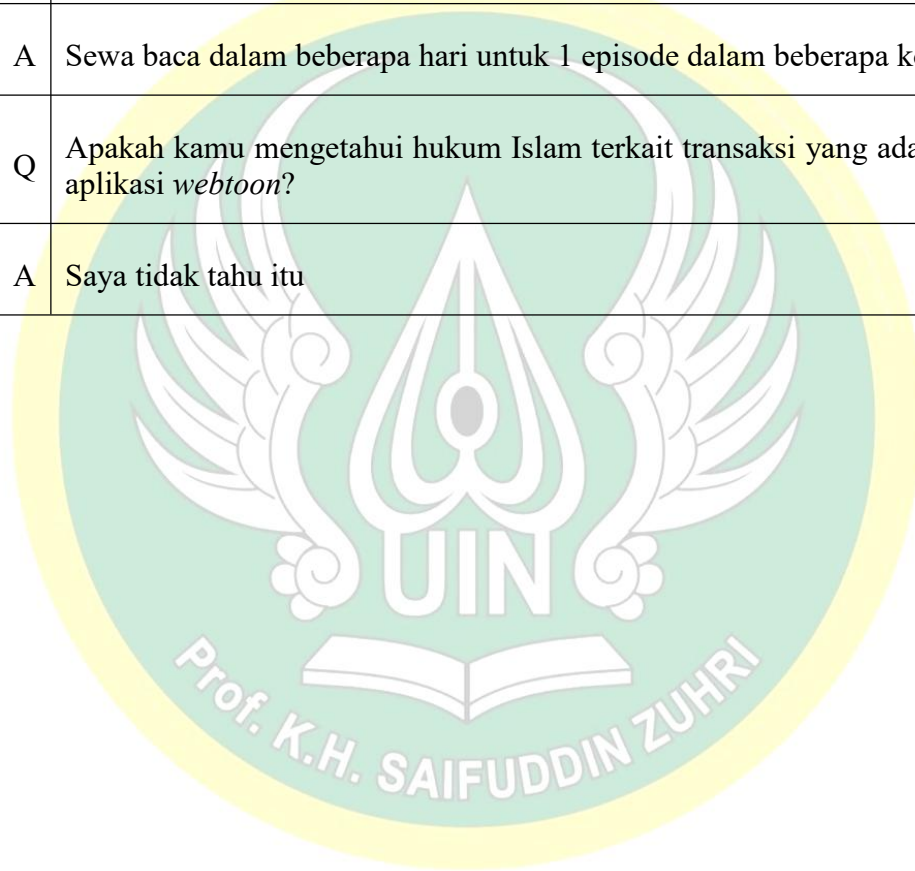 A Sewa baca dalam beberapa hari untuk 1 episode dalam beberapa
Q Apakah kamu mengetahui hukum Islam terkait transaksi yang ada
aplikasi webtoon?
A Saya tidak tahu itu
UIN
Prof. K.H. SAIFUDDIN ZUHRI